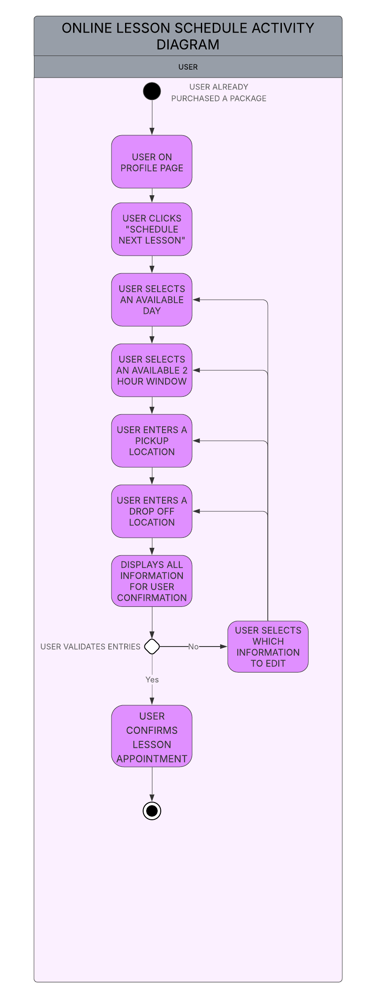 ONLINE LESSON SCHEDULE ACTIVITY
DIAGRAM
USER
USER ALREADY
PURCHASED A PACKAGE
USER ON
PROFILE PAGE
USER CLICKS
"SCHEDULE
NEXT LESSON"
USER SELECTS
AN AVAILABLE
DAY
USER SELECTS
AN AVAILABLE 2
HOUR WINDOW
USER ENTERS A
PICKUP
LOCATION
USER ENTERS A
DROP OFF
LOCATION
DISPLAYS ALL
INFORMATION
FOR USER
CONFIRMATION
USER VALIDATES ENTRIES
No
USER SELECTS
WHICH
INFORMATION
TO EDIT
Yes
USER
CONFIRMS
LESSON
APPOINTMENT